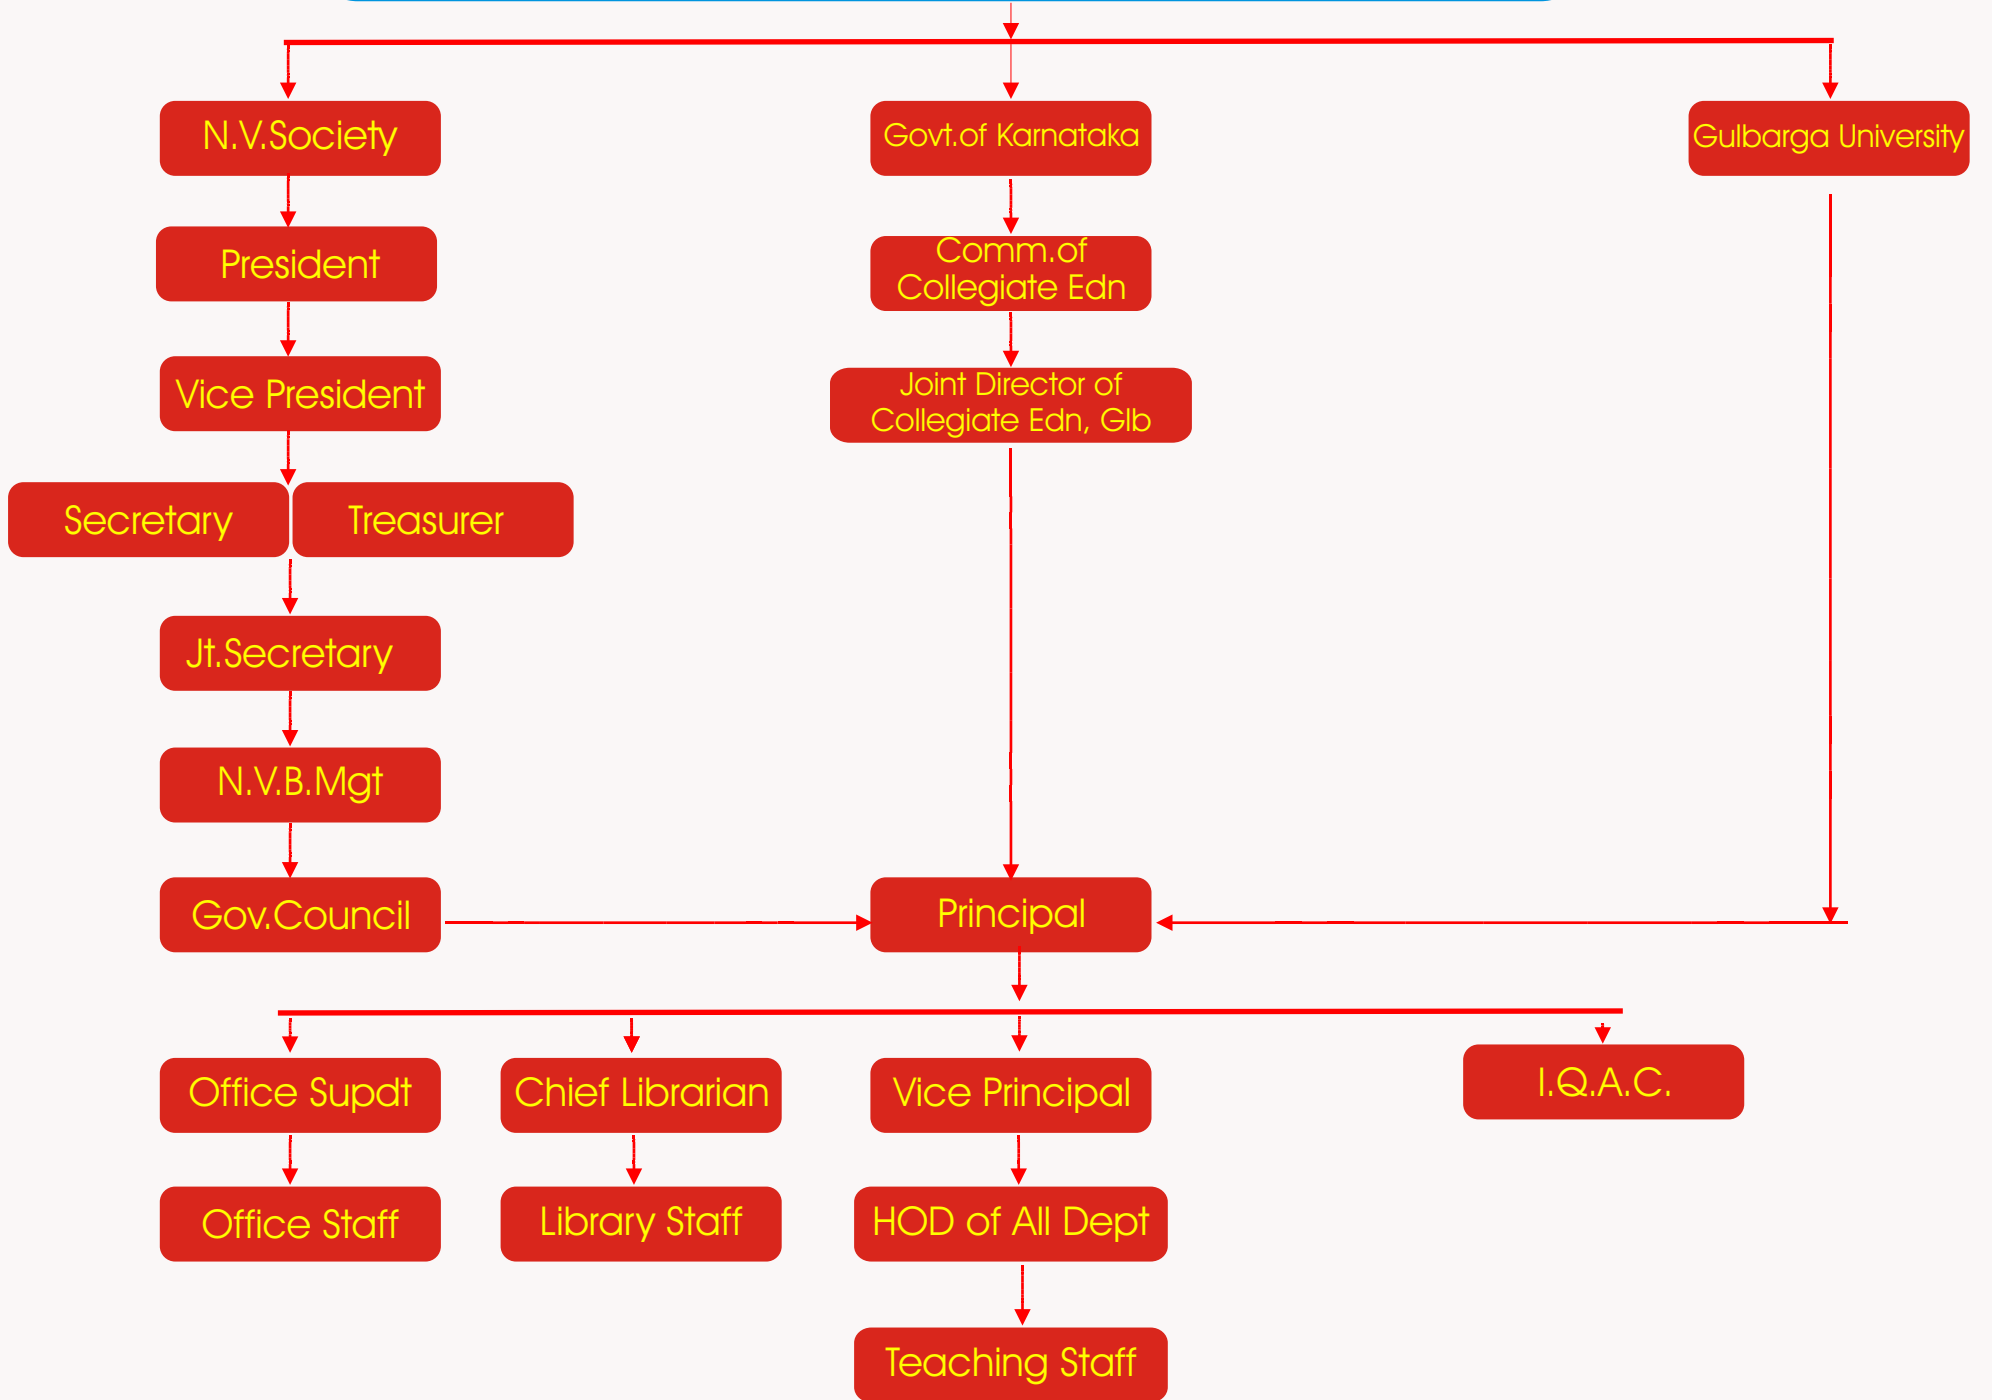 N.V.Society
Govt.of Karnataka
Gulbarga University
President
Comm.of
Collegiate Edn
Vice President
Joint Director of
Collegiate Edn, Glb
Secretary
Treasurer
Jt.Secretary
N.V.B.Mgt
Gov.Council
Principal
Office Supdt
Chief Librarian
Vice Principal
I.Q.A.C.
Office Staff
Library Staff
HOD of All Dept
Teaching Staff